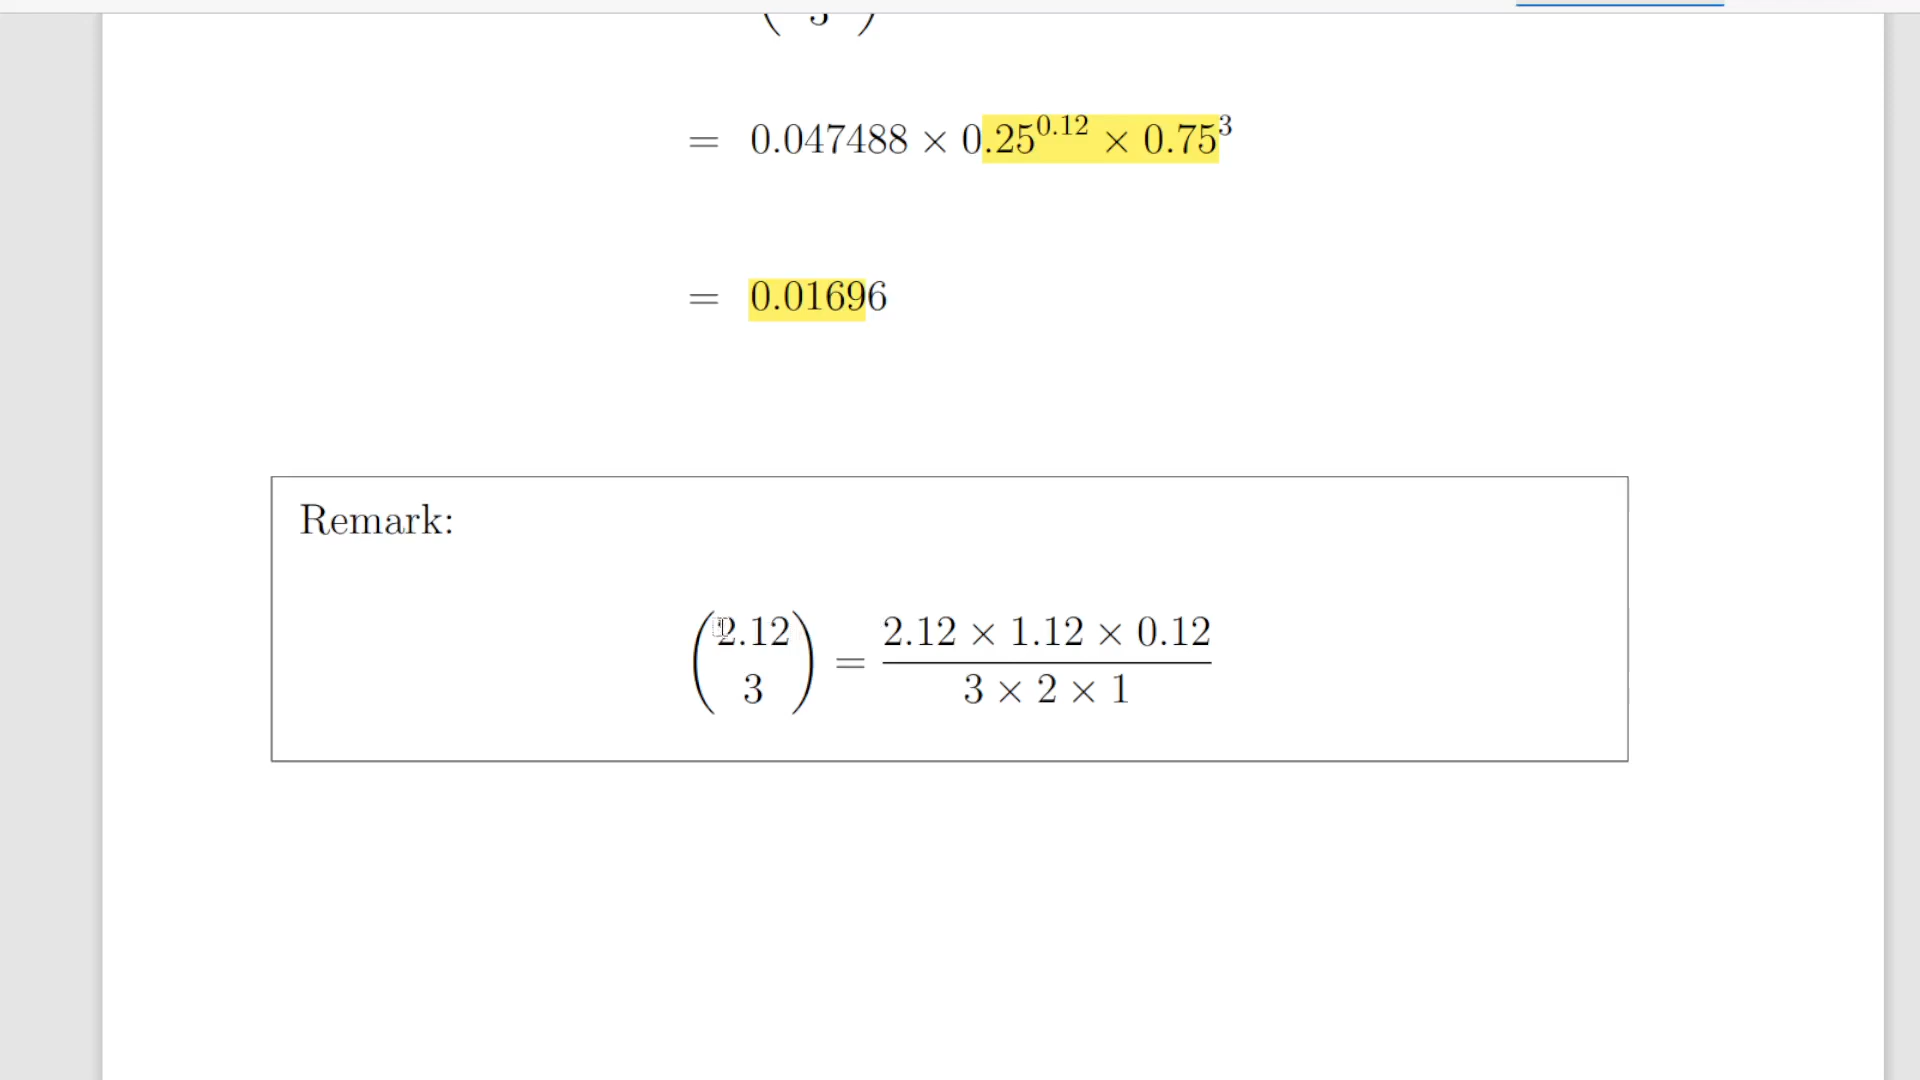 = 0.047488 × 0.25^0.12 × 0.75^3
= 0.01696
Remark:
(2.12 3) = (2.12 × 1.12 × 0.12) / (3 × 2 × 1)